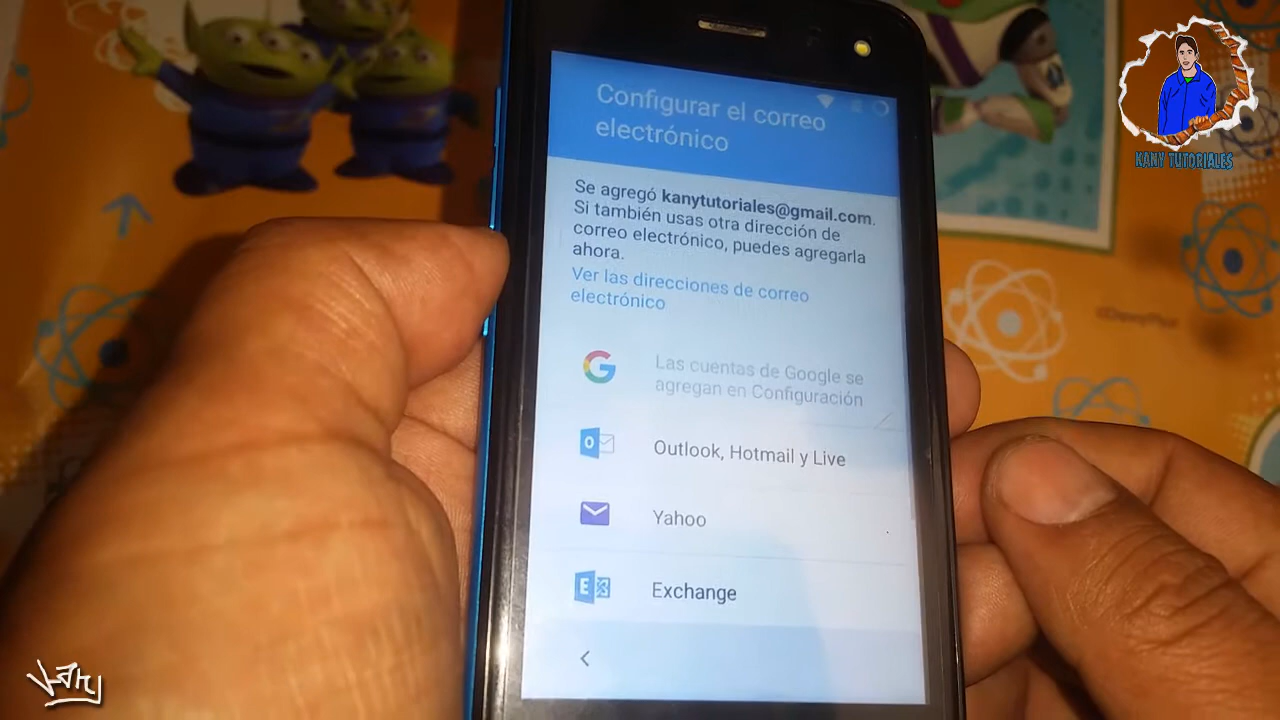 Configurar el correo
electrónico
Se agregó kanytutoriales@gmail.com.
Si también usas otra dirección de
correo electrónico, puedes agregarla
ahora.
Ver las direcciones de correo
electrónico
Las cuentas de Google se
agregan en Configuración
Outlook, Hotmail y Live
Yahoo
Exchange
KANY TUTORIALES
Kany